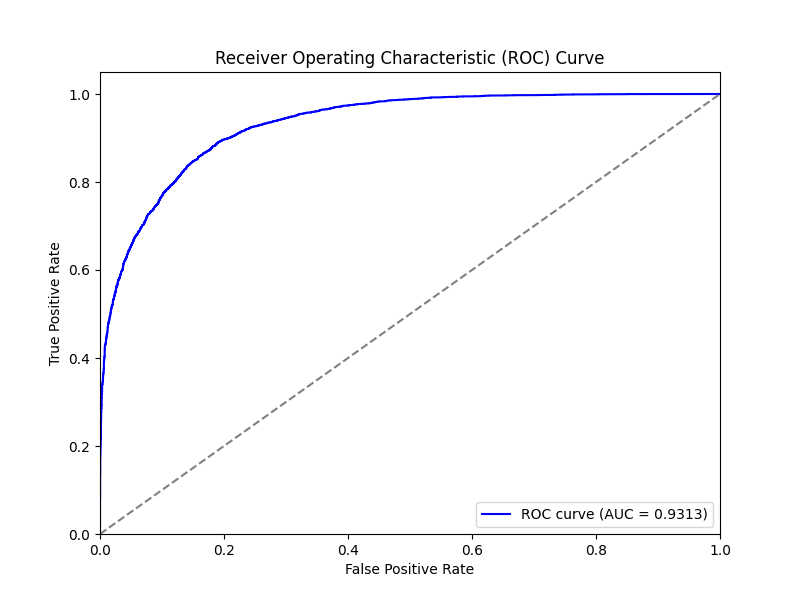 Receiver Operating Characteristic (ROC) Curve
1.0
0.8
0.6
0.4
0.2
0.0
True Positive Rate
ROC curve (AUC = 0.9313)
0.0 0.2 0.4 0.6 0.8 1.0
False Positive Rate